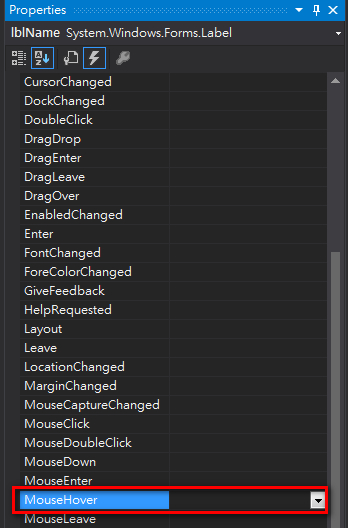 Properties
lblName System.Windows.Forms.Label
CursorChanged
DockChanged
DoubleClick
DragDrop
DragEnter
DragLeave
DragOver
EnabledChanged
Enter
FontChanged
ForeColorChanged
GiveFeedback
HelpRequested
Layout
Leave
LocationChanged
MarginChanged
MouseCaptureChanged
MouseClick
MouseDoubleClick
MouseDown
MouseEnter
MouseHover
MouseLeave